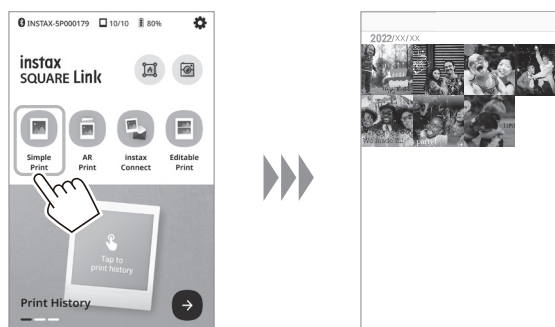 INSTAX-5P000179 10/10 80%
instax
SQUARE Link
Simple
Print
AR
Print
instax
Connect
Editable
Print
Tap to
print history
Print History
2022/XX/XX
We made it!
party!